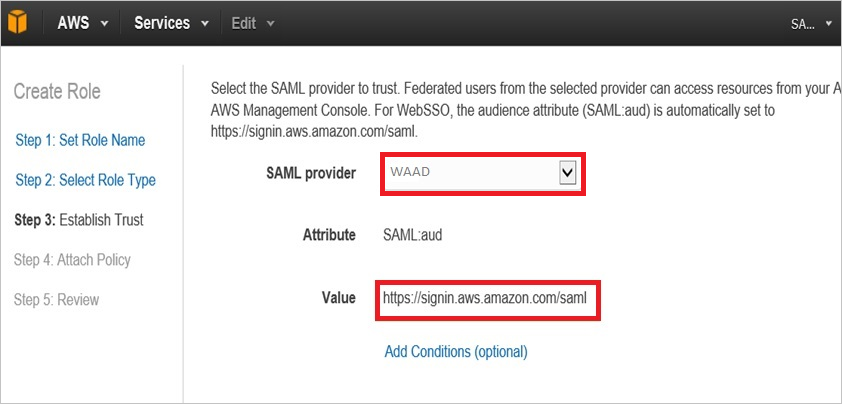 AWS Services Edit SA...
Create Role
Step 1: Set Role Name
Step 2: Select Role Type
Step 3: Establish Trust
Step 4: Attach Policy
Step 5: Review
Select the SAML provider to trust. Federated users from the selected provider can access resources from your A
AWS Management Console. For WebSSO, the audience attribute (SAML:aud) is automatically set to
https://signin.aws.amazon.com/saml.
SAML provider WAAD
Attribute SAML:aud
Value https://signin.aws.amazon.com/saml
Add Conditions (optional)